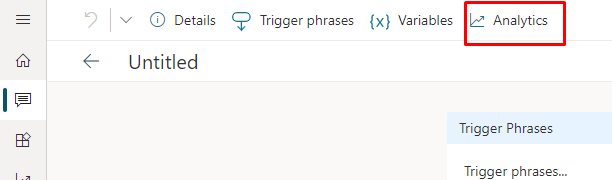 Details Trigger phrases {x} Variables Analytics
Untitled
Trigger Phrases
Trigger phrases...